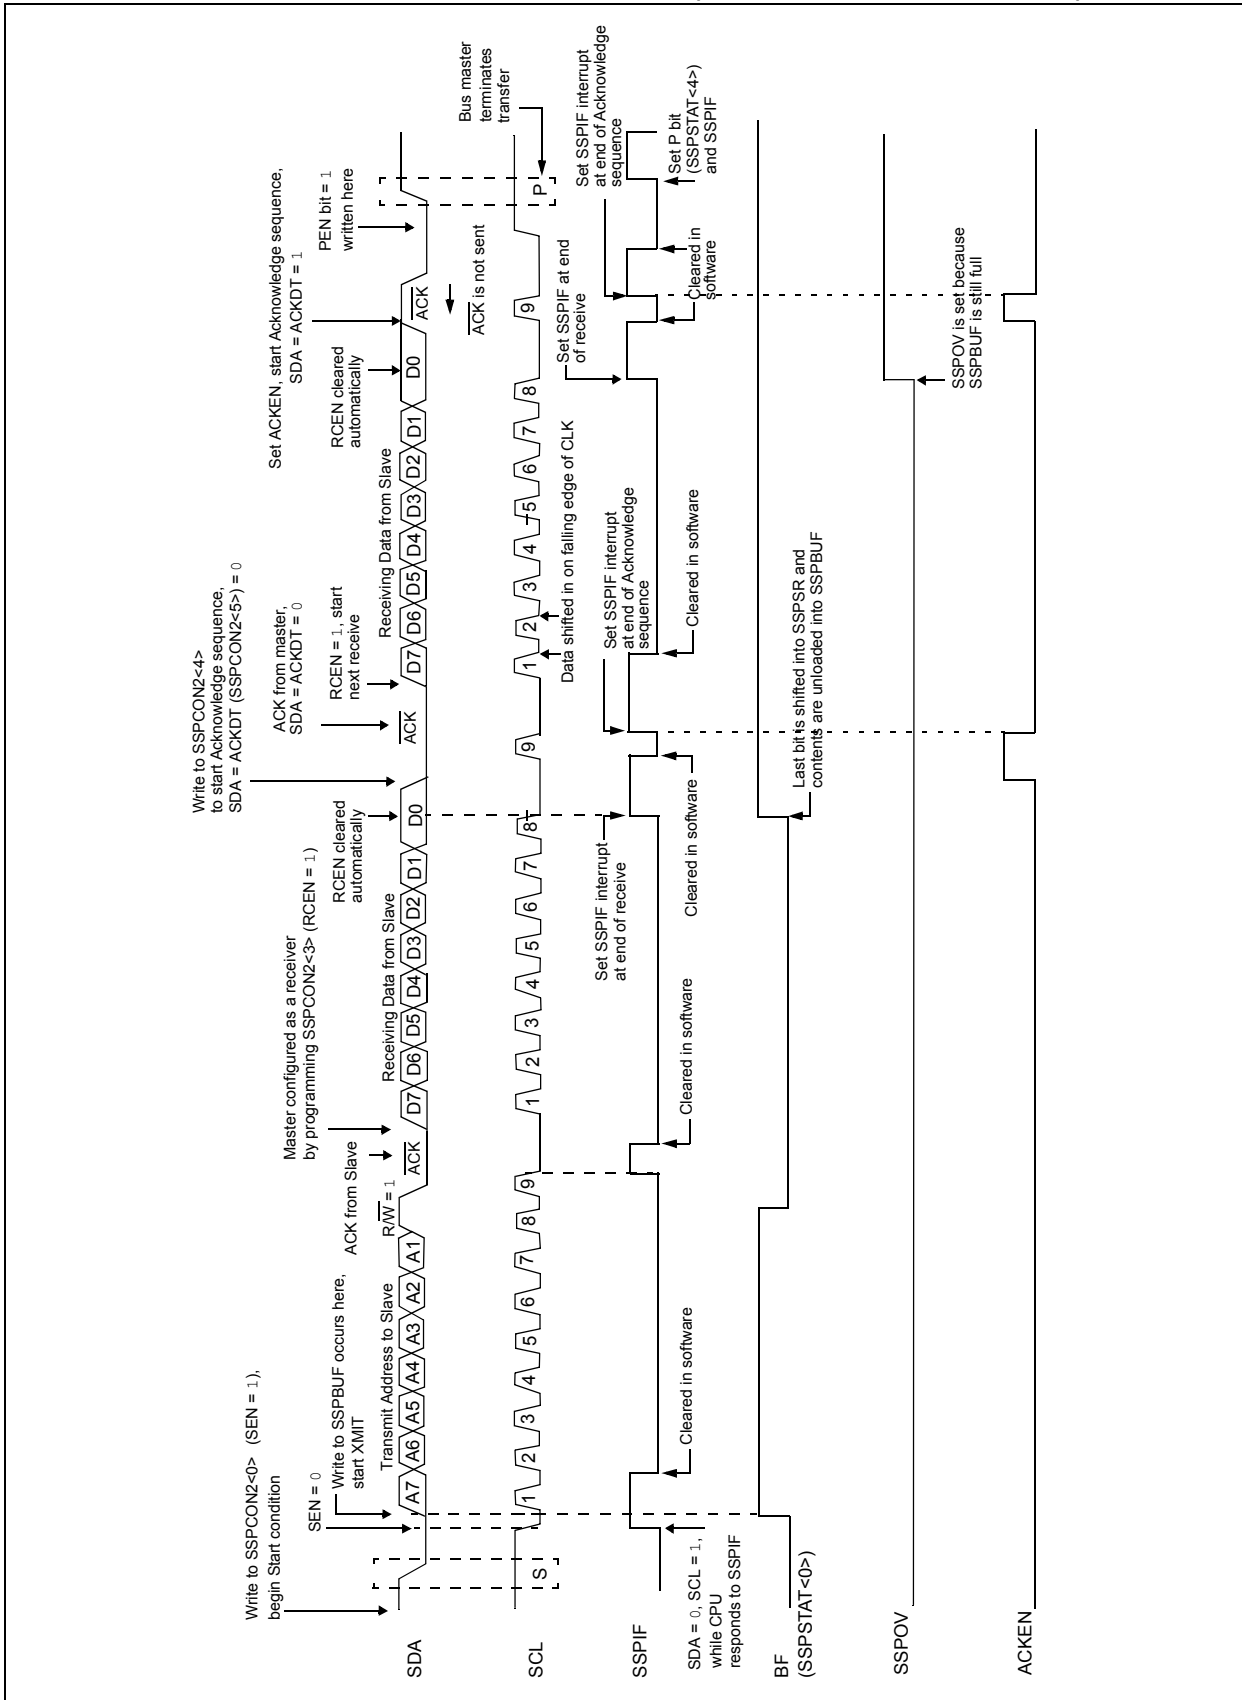 Write to SSPCON2<0> (SEN = 1),
begin Start condition
SEN = 0
Write to SSPBUF occurs here,
start XMIT
ACK from Slave
Master configured as a receiver
by programming SSPCON2<3> (RCEN = 1)
RCEN cleared
automatically
Write to SSPCON2<4>
to start Acknowledge sequence,
SDA = ACKDT (SSPCON2<5>) = 0
ACK from master,
SDA = ACKDT = 0
RCEN = 1, start
next receive
RCEN cleared
automatically
Set ACKEN, start Acknowledge sequence,
SDA = ACKDT = 1
PEN bit = 1
written here
Transmit Address to Slave
R/W = 1
Receiving Data from Slave
Receiving Data from Slave
SDA
A7 A6 A5 A4 A3 A2 A1
ACK
D7 D6 D5 D4 D3 D2 D1 D0
ACK
D7 D6 D5 D4 D3 D2 D1 D0
ACK
ACK is not sent
Bus master
terminates
transfer
SCL
S
1 2 3 4 5 6 7 8 9
1 2 3 4 5 6 7 8 9
1 2 3 4 5 6 7 8 9
P
Data shifted in on falling edge of CLK
Set SSPIF interrupt
at end of receive
Set SSPIF interrupt
at end of Acknowledge
sequence
Set SSPIF at end
of receive
Set SSPIF interrupt
at end of Acknowledge
sequence
SSPIF
SDA = 0, SCL = 1,
while CPU
responds to SSPIF
Cleared in software
Cleared in software
Cleared in software
Cleared in software
Cleared in
software
Set P bit
(SSPSTAT<4>)
and SSPIF
BF
(SSPSTAT<0>)
Last bit is shifted into SSPSR and
contents are unloaded into SSPBUF
SSPOV
SSPOV is set because
SSPBUF is still full
ACKEN